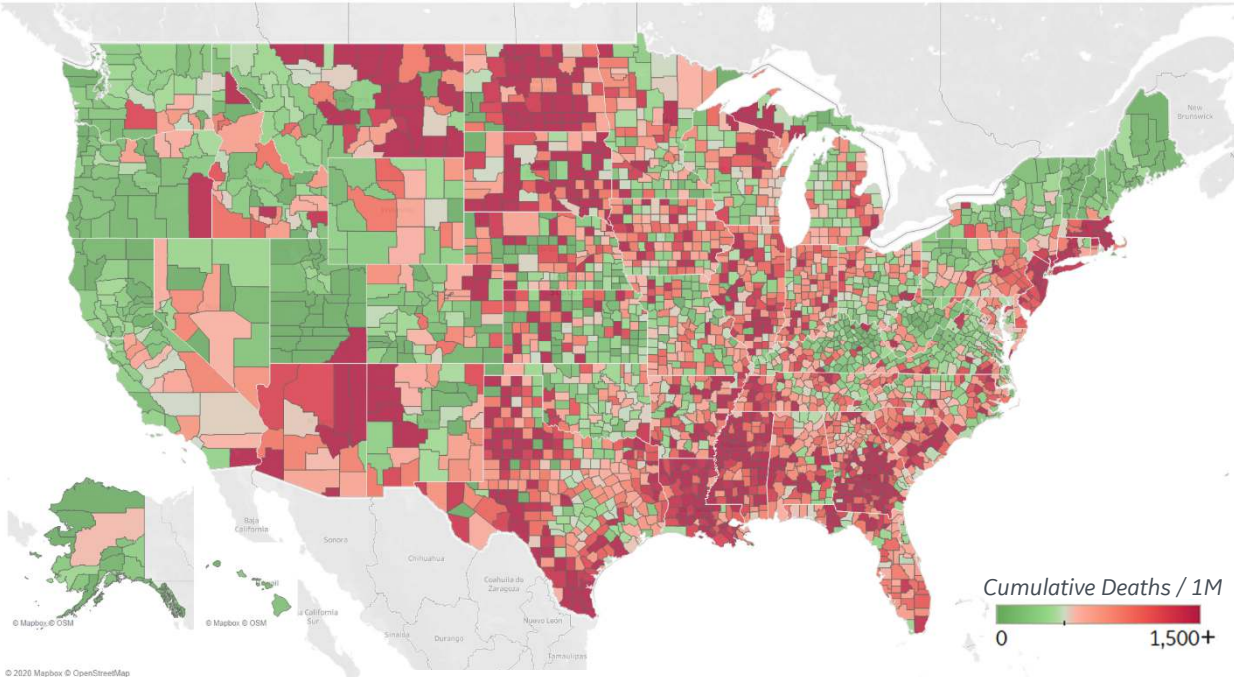 New
Brunswick
Baja
California
Sonora
Chihuahua
Coahuila de
Zaragoza
Nuevo León
Tamaulipas
Sinaloa
Durango
a California
Sur
© Mapbox © OSM
© Mapbox © OSM
Cumulative Deaths / 1M
0
1,500+
© 2020 Mapbox © OpenStreetMap